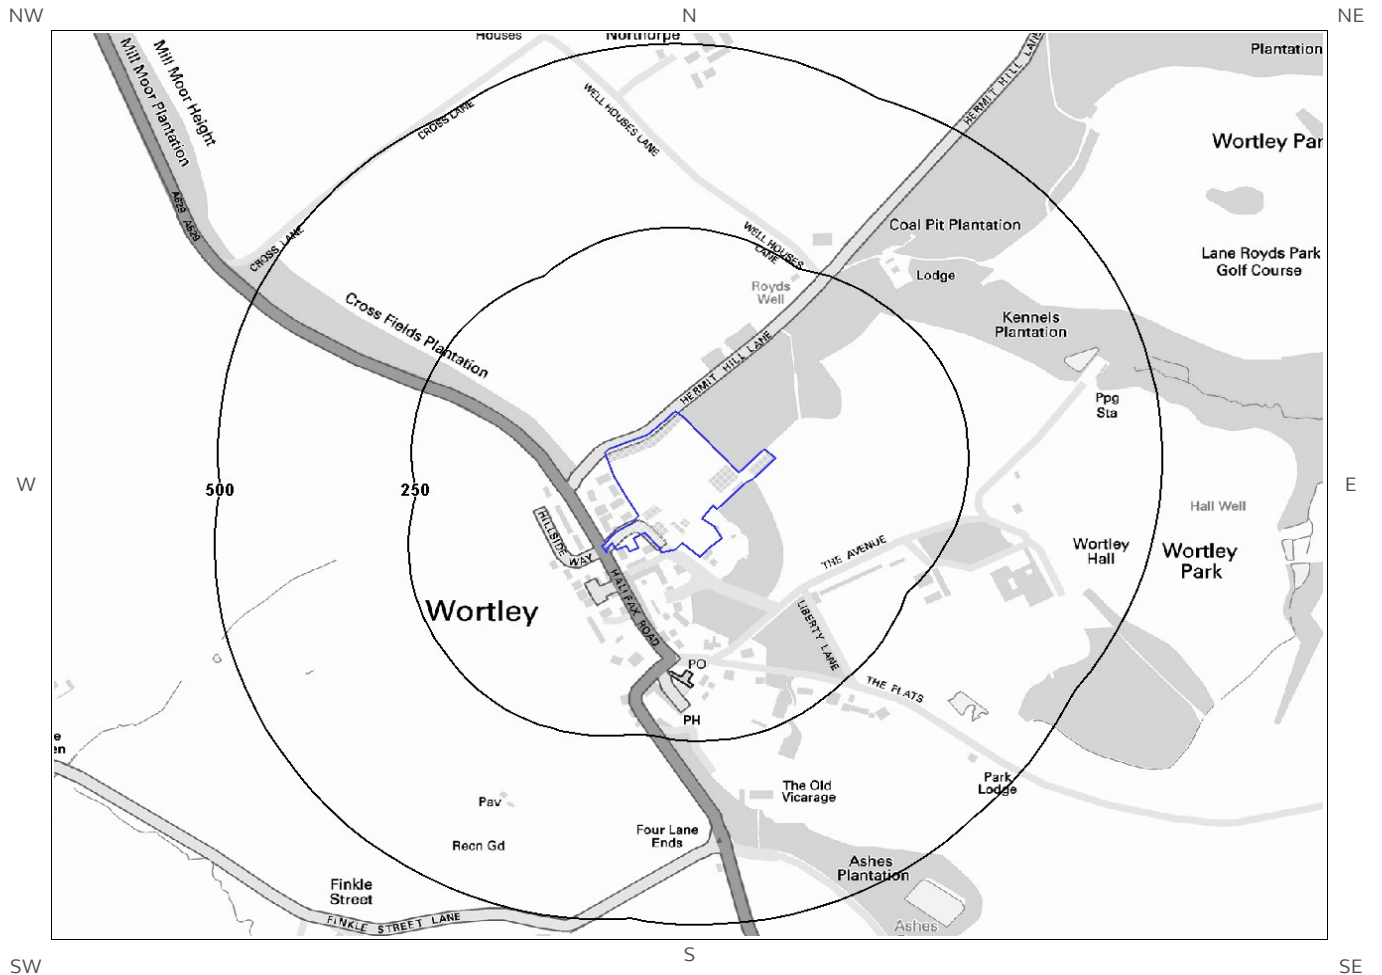 NW
N
NE
Houses
Northorpe
Plantation
Mill Moor Height
Mill Moor Plantation
HERMIT HILL LANE
CROSS LANE
WELL HOUSES LANE
Wortley Par
A629 A629
CROSS LANE
WELL HOUSES
LANE
Coal Pit Plantation
Lane Royds Park
Golf Course
Lodge
Royds
Well
Cross Fields Plantation
Kennels
Plantation
HERMIT HILL LANE
Ppg
Sta
W
500
250
E
Hall Well
HILLSIDE WAY
THE AVENUE
Wortley
Hall
Wortley
Park
Wortley
HALIFAX ROAD
LIBERTY LANE
PO
THE FLATS
PH
e
en
The Old
Vicarage
Park
Lodge
Pav
Four Lane
Ends
Recn Gd
Ashes
Plantation
Finkle
Street
FINKLE STREET LANE
Ashes
SW
S
SE